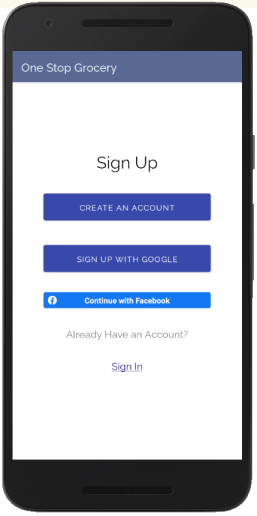 One Stop Grocery
Sign Up
CREATE AN ACCOUNT
SIGN UP WITH GOOGLE
Continue with Facebook
Already Have an Account?
Sign In